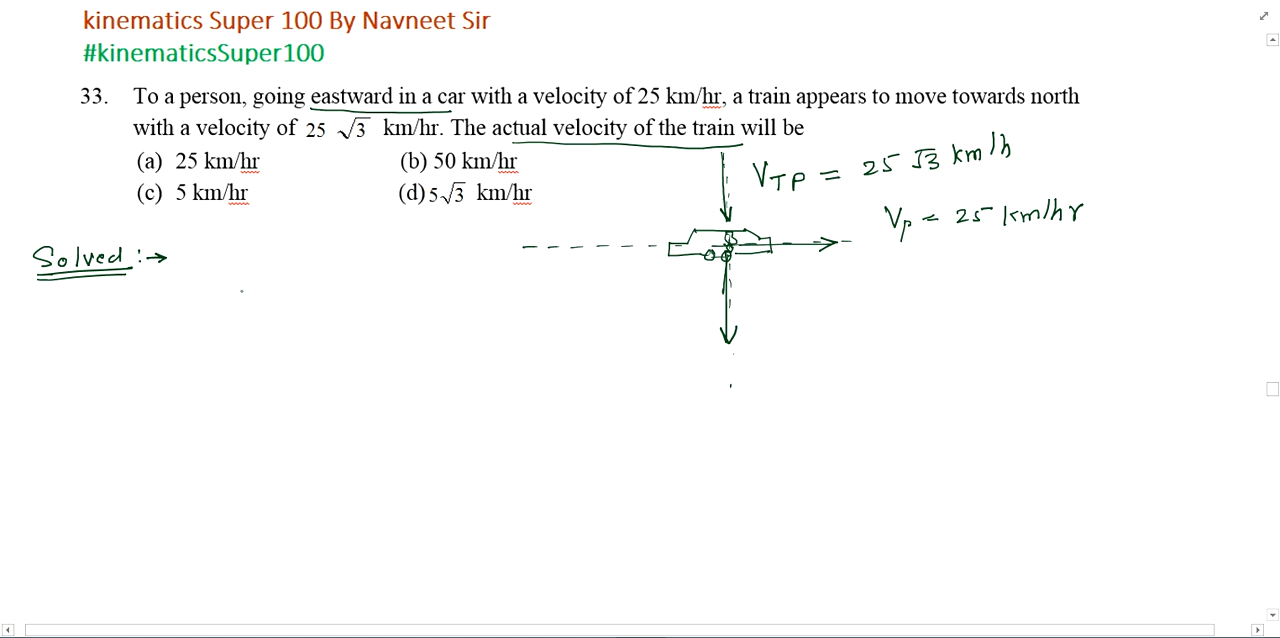 kinematics Super 100 By Navneet Sir
#kinematicsSuper100
33. To a person, going eastward in a car with a velocity of 25 km/hr, a train appears to move towards north
with a velocity of 25 √3 km/hr. The actual velocity of the train will be
(a) 25 km/hr (b) 50 km/hr
(c) 5 km/hr (d) 5√3 km/hr
V_TP = 25 √3 km/h
V_P = 25 km/hr
Solved :→